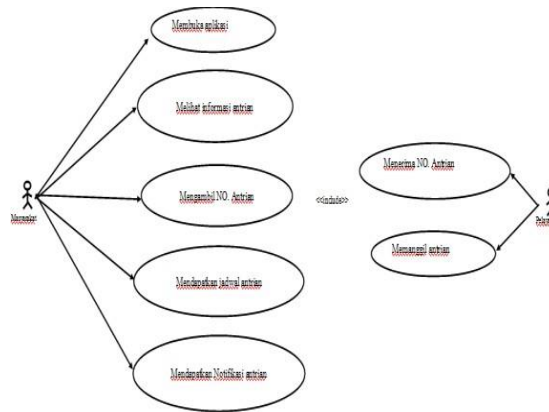 Membuka aplikasi
Melihat informasi antrian
Mengambil NO. Antrian
<<include>>
Menerima NO. Antrian
Masyarakat
Memanggil antrian
Mendapatkan jadwal antrian
Mendapatkan Notifikasi antrian